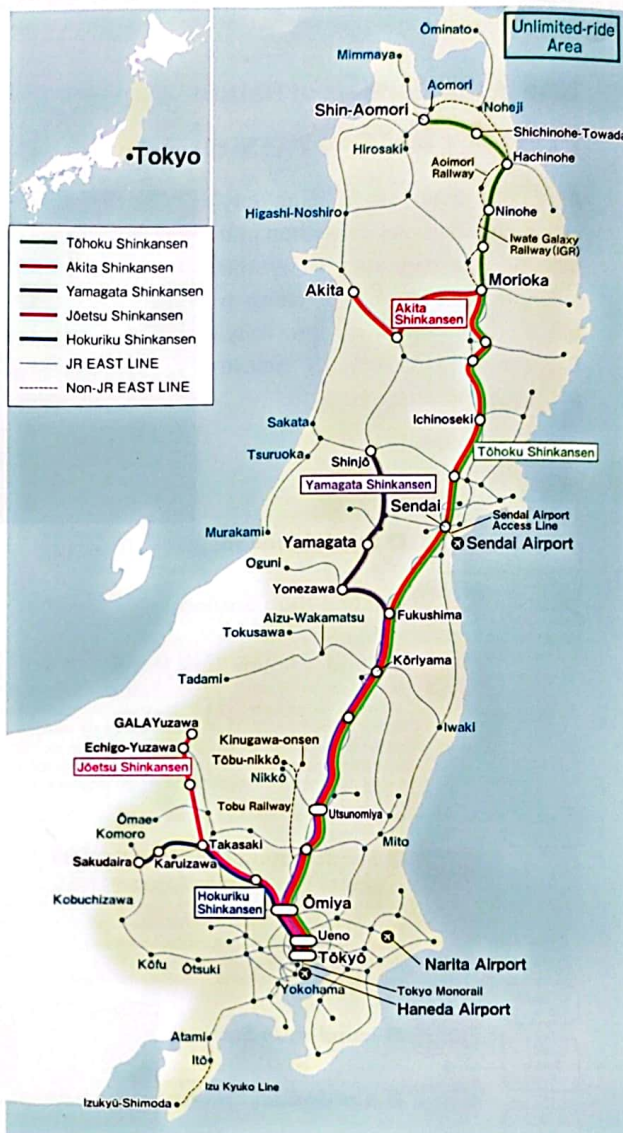 Unlimited-ride
Area
Ōminato
Mimmaya
Aomori
Noheji
Shin-Aomori
Shichinohe-Towada
Hirosaki
Hachinohe
Aoimori
Railway
Tokyo
Higashi-Noshiro
Ninohe
Iwate Galaxy
Railway(IGR)
Tōhoku Shinkansen
Akita Shinkansen
Yamagata Shinkansen
Jōetsu Shinkansen
Hokuriku Shinkansen
JR EAST LINE
Non-JR EAST LINE
Morioka
Akita
Akita
Shinkansen
Ichinoseki
Sakata
Tsuruoka
Shinjō
Tōhoku Shinkansen
Yamagata Shinkansen
Sendai
Sendai Airport
Access Line
Sendai Airport
Murakami
Yamagata
Oguni
Yonezawa
Fukushima
Aizu-Wakamatsu
Tokusawa
Kōriyama
Tadami
Iwaki
GALAYuzawa
Echigo-Yuzawa
Kinugawa-onsen
Tōbu-nikkō
Nikkō
Jōetsu Shinkansen
Tobu Railway
Utsunomiya
Ōmae
Komoro
Mito
Takasaki
Sakudaira
Karuizawa
Kobuchizawa
Hokuriku
Shinkansen
Ōmiya
Ueno
Tōkyō
Kōfu
Ōtsuki
Narita Airport
Yokohama
Tokyo Monorail
Haneda Airport
Atami
Itō
Izu Kyuko Line
Izukyū-Shimoda